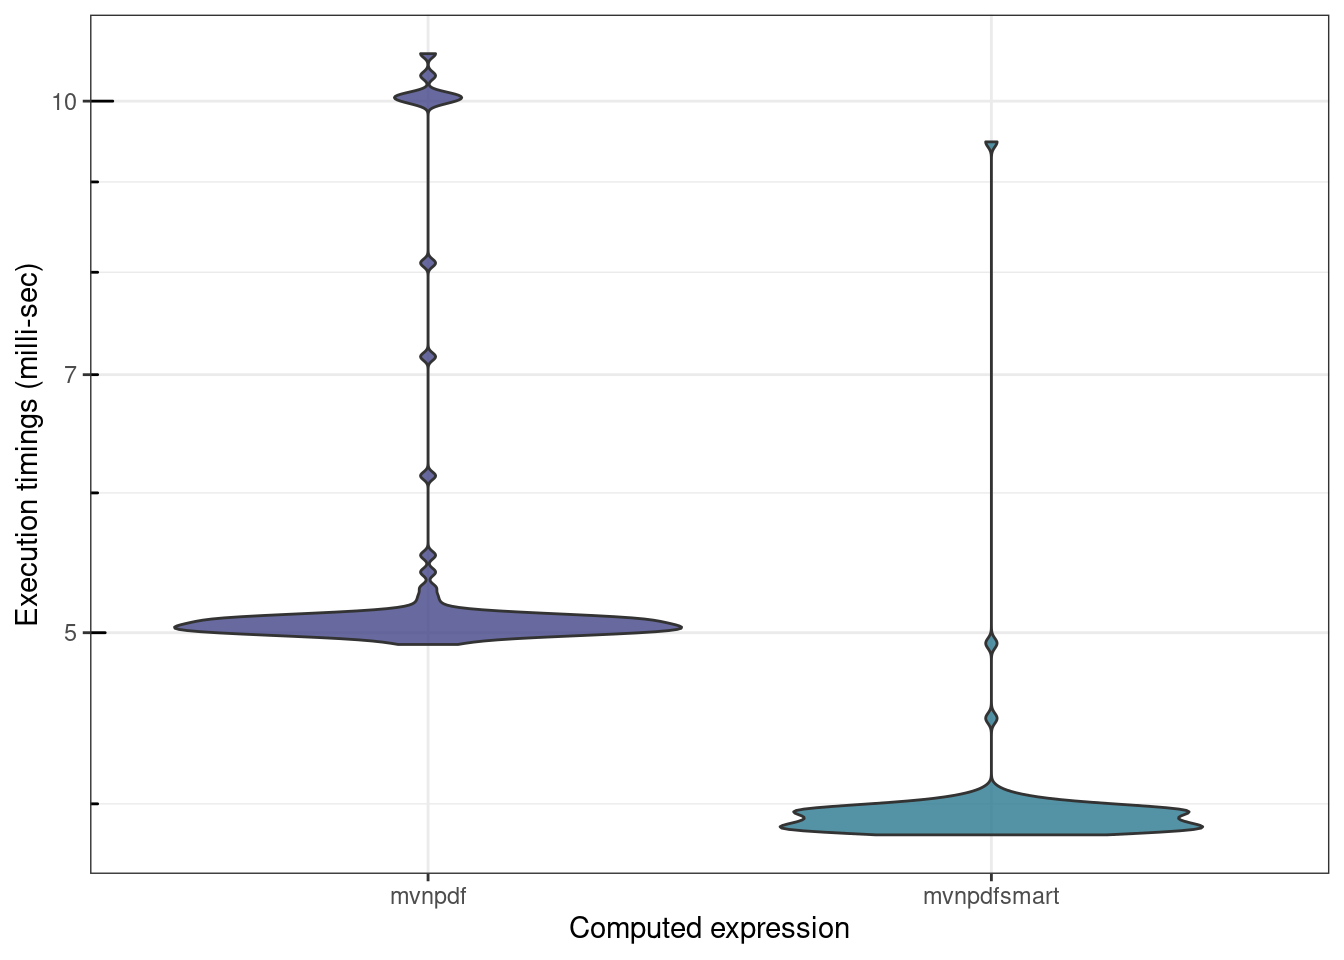 Execution timings (milli-sec)
10
7
5
mvnpdf
mvnpdfsmart
Computed expression